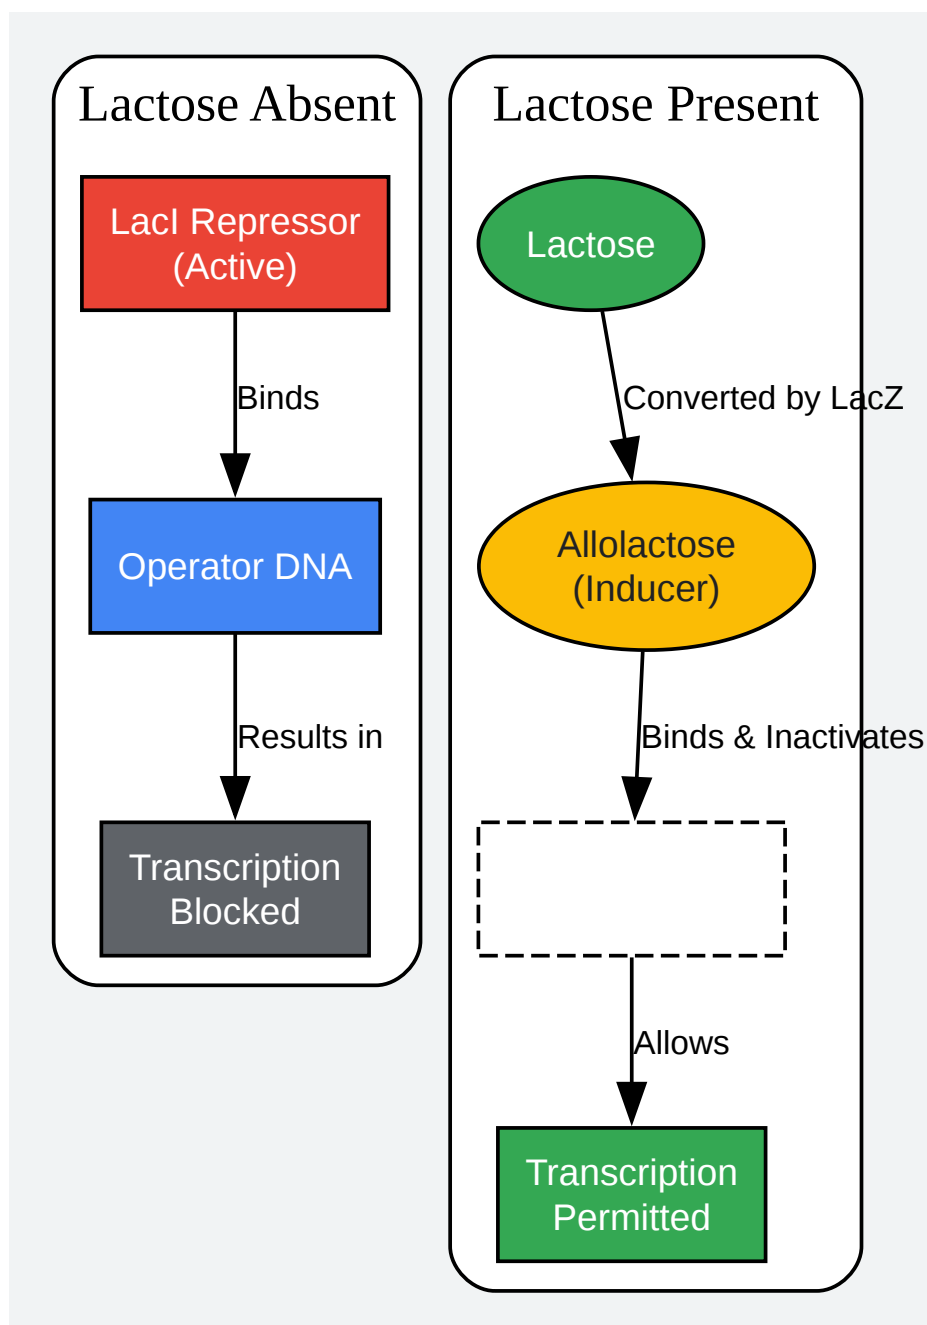 Lactose Absent
LacI Repressor
(Active)
Binds
Operator DNA
Results in
Transcription
Blocked
Lactose Present
Lactose
Converted by LacZ
Allolactose
(Inducer)
Binds & Inactivates
Allows
Transcription
Permitted